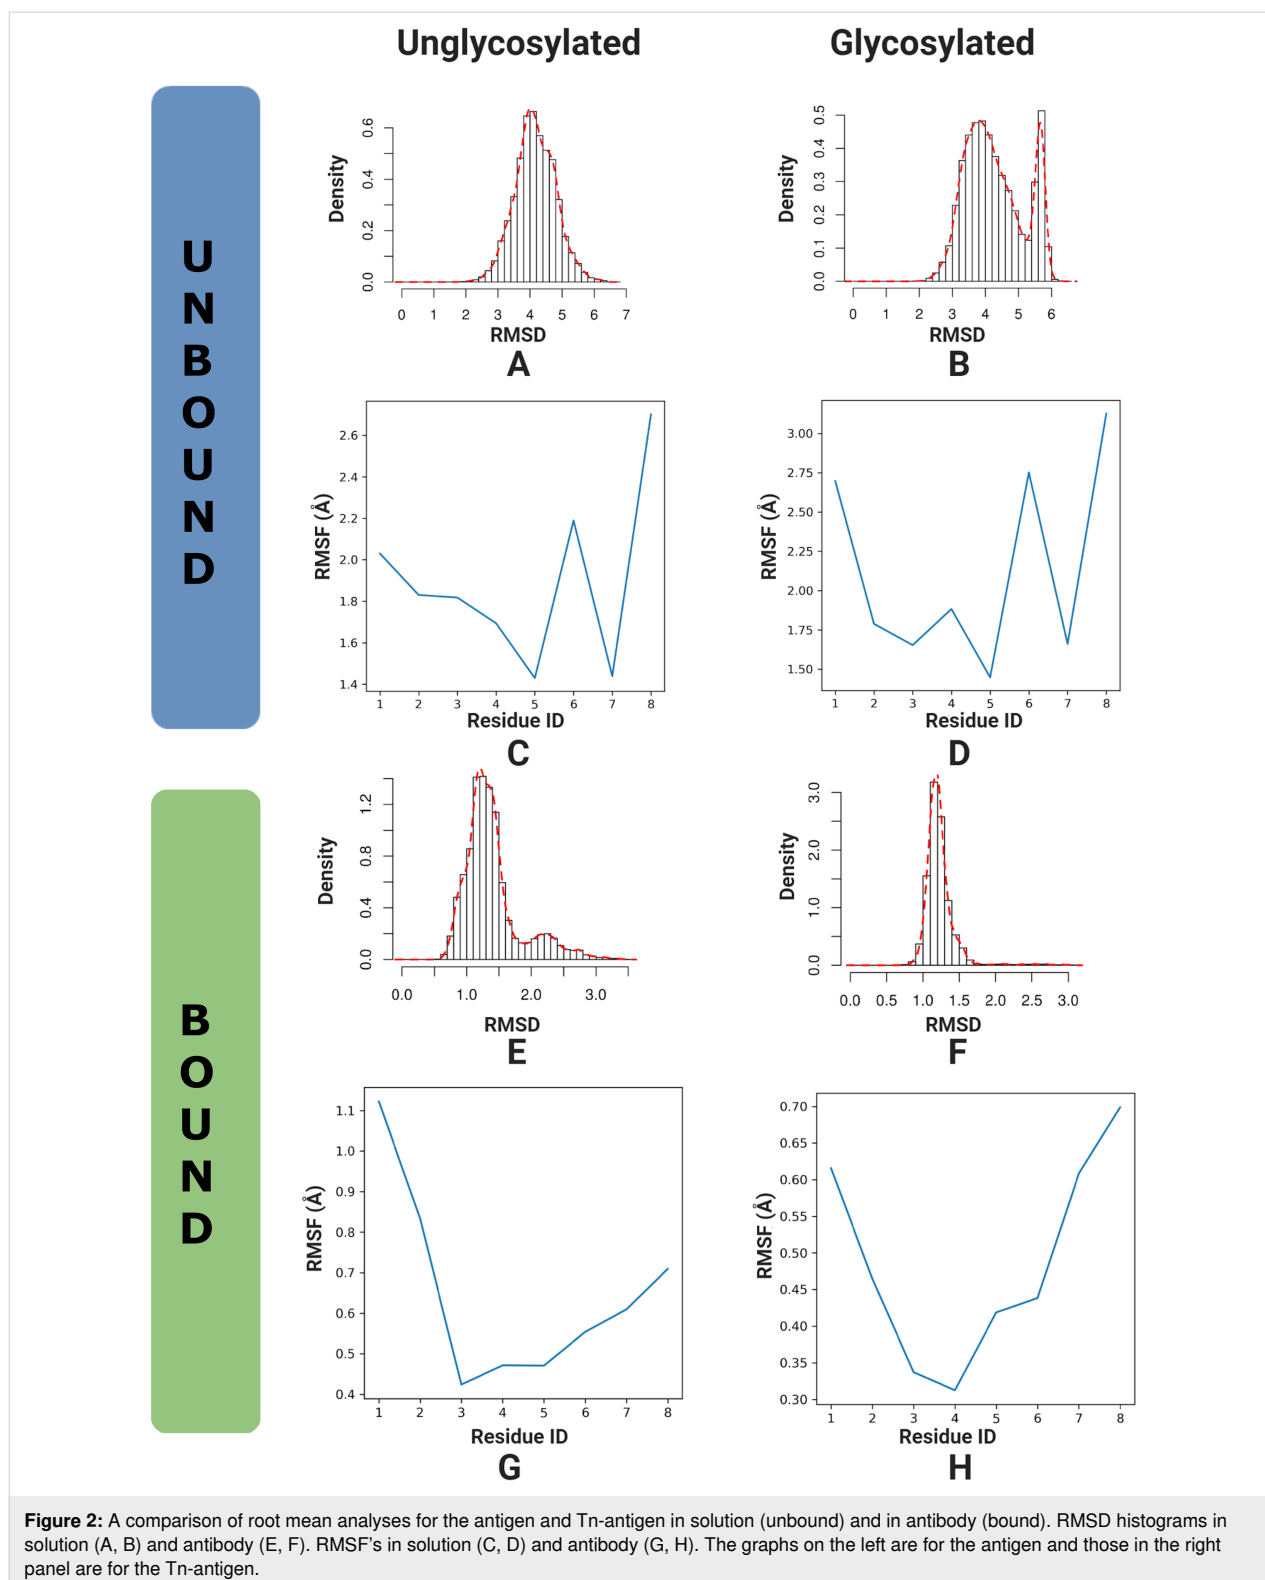 Unglycosylated Glycosylated
U
N
B
O
U
N
D
Density
0.0 0.2 0.4 0.6
0 1 2 3 4 5 6 7
RMSD
A
Density
0.0 0.1 0.2 0.3 0.4 0.5
0 1 2 3 4 5 6
RMSD
B
RMSF (Å)
2.6
2.4
2.2
2.0
1.8
1.6
1.4
1 2 3 4 5 6 7 8
Residue ID
C
RMSF (Å)
3.00
2.75
2.50
2.25
2.00
1.75
1.50
1 2 3 4 5 6 7 8
Residue ID
D
B
O
U
N
D
Density
0.0 0.4 0.8 1.2
0.0 1.0 2.0 3.0
RMSD
E
Density
0.0 1.0 2.0 3.0
0.0 0.5 1.0 1.5 2.0 2.5 3.0
RMSD
F
RMSF (Å)
1.1
1.0
0.9
0.8
0.7
0.6
0.5
0.4
1 2 3 4 5 6 7 8
Residue ID
G
RMSF (Å)
0.70
0.65
0.60
0.55
0.50
0.45
0.40
0.35
0.30
1 2 3 4 5 6 7 8
Residue ID
H
Figure 2: A comparison of root mean analyses for the antigen and Tn-antigen in solution (unbound) and in antibody (bound). RMSD histograms in
solution (A, B) and antibody (E, F). RMSF's in solution (C, D) and antibody (G, H). The graphs on the left are for the antigen and those in the right
panel are for the Tn-antigen.